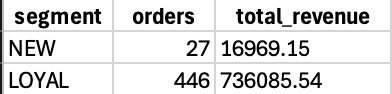 segment orders total_revenue
NEW 27 16969.15
LOYAL 446 736085.54